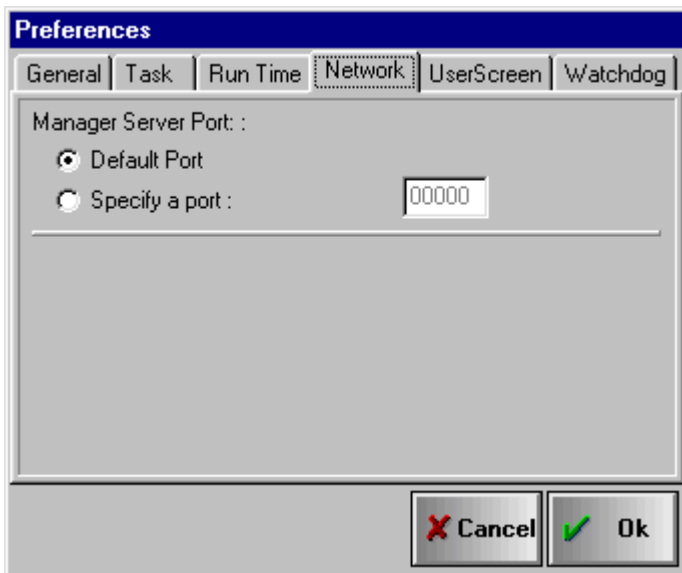 Preferences
General Task Run Time Network UserScreen Watchdog
Manager Server Port: :
Default Port
Specify a port : 00000
Cancel Ok